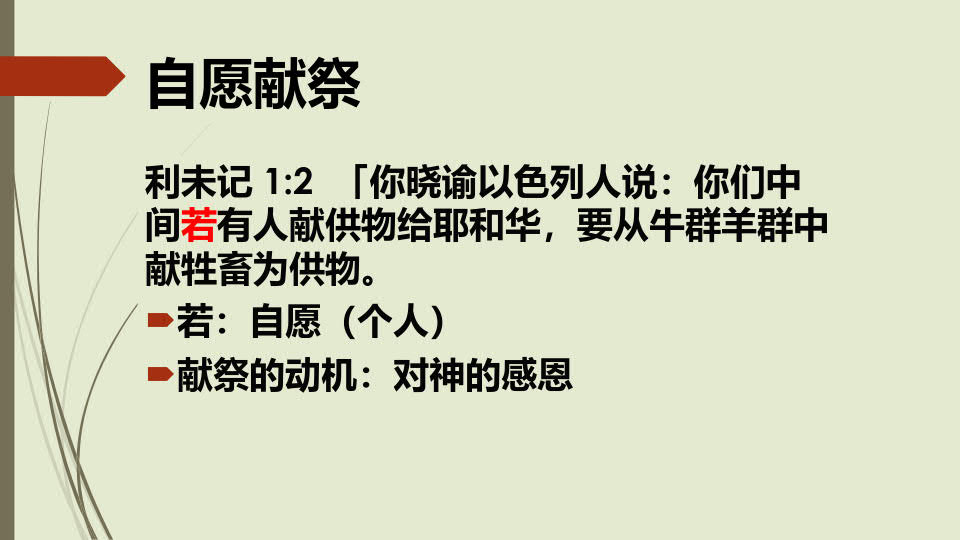 自愿献祭
利未记 1:2 「你晓谕以色列人说：你们中
间若有人献供物给耶和华，要从牛群羊群中
献牲畜为供物。
若：自愿（个人）
献祭的动机：对神的感恩